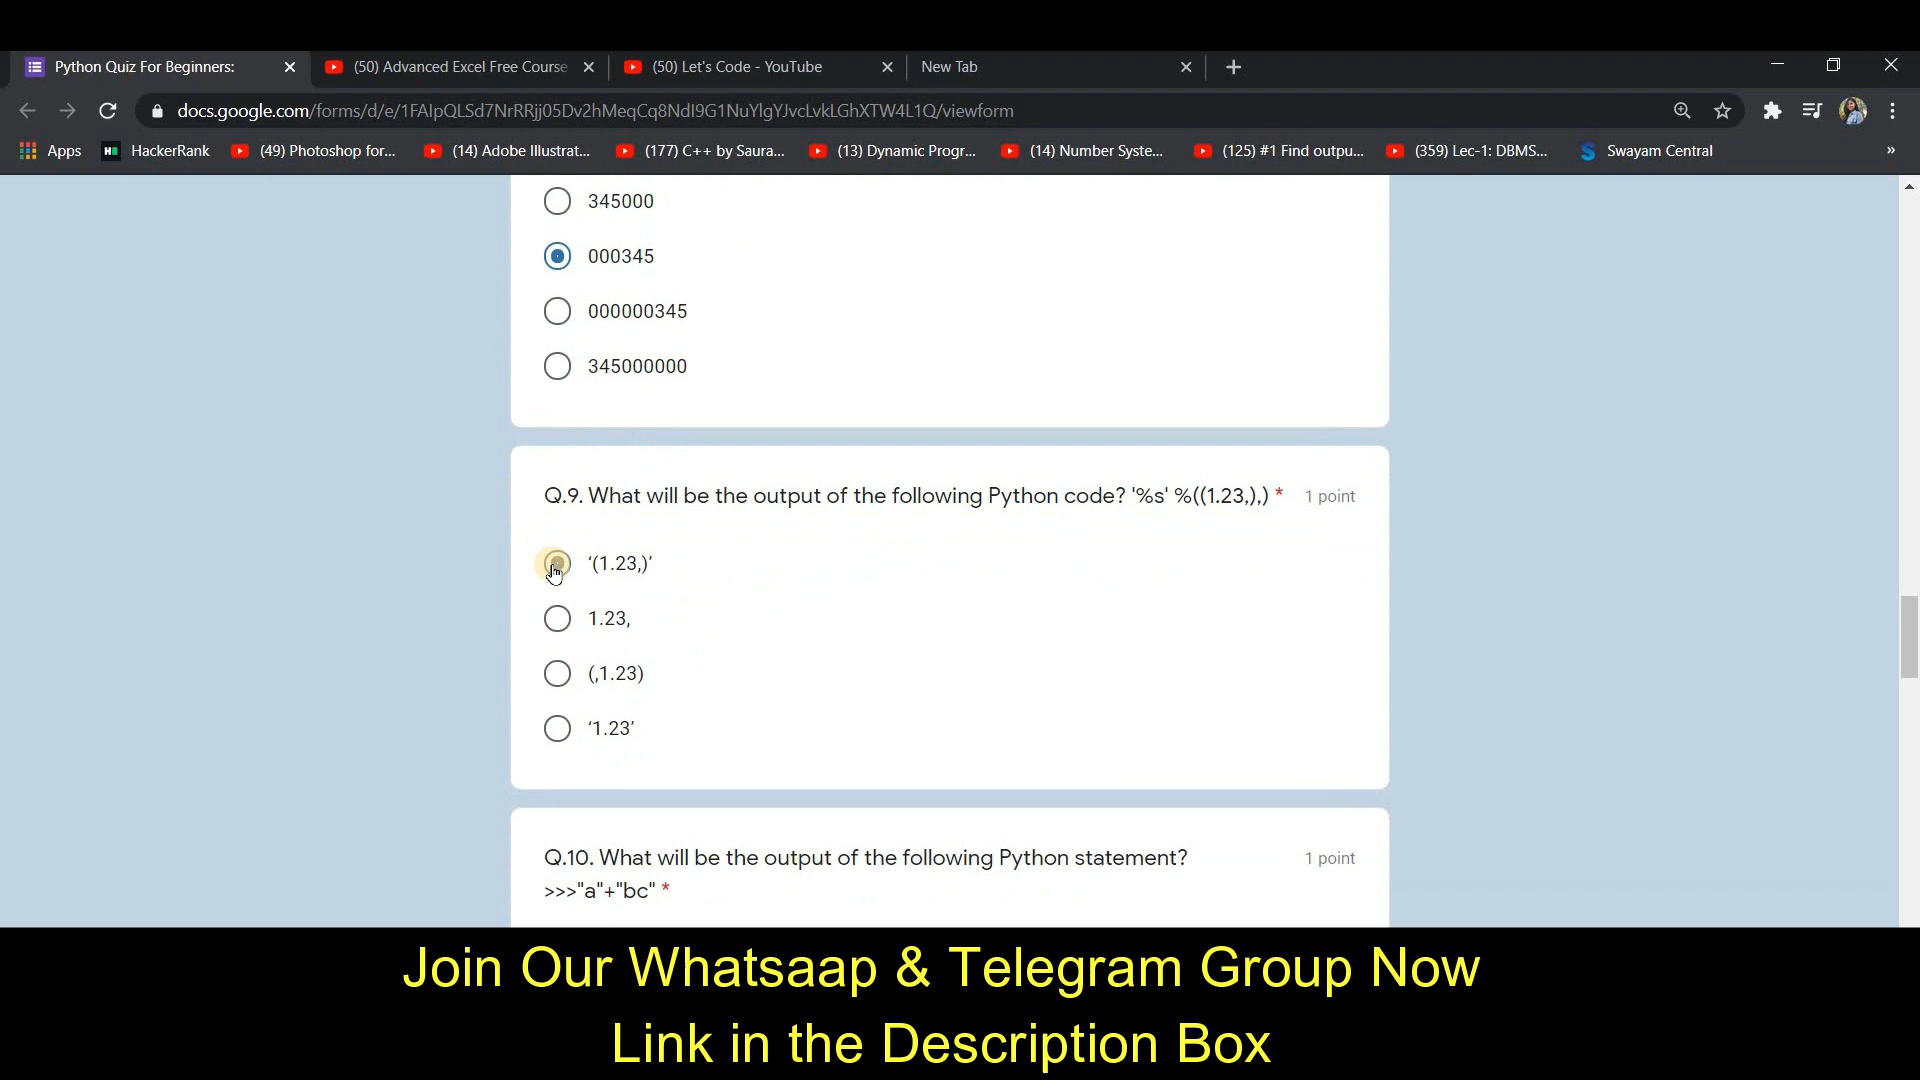 Python Quiz For Beginners:
(50) Advanced Excel Free Course
(50) Let's Code - YouTube
New Tab
docs.google.com/forms/d/e/1FAIpQLSd7NrRRjj05Dv2hMeqCq8NdI9G1NuYlgYJvcLvkLGhXTW4L1Q/viewform
Apps
HackerRank
(49) Photoshop for...
(14) Adobe Illustrat...
(177) C++ by Saura...
(13) Dynamic Progr...
(14) Number Syste...
(125) #1 Find outpu...
(359) Lec-1: DBMS...
Swayam Central
345000
000345
000000345
345000000
Q.9. What will be the output of the following Python code? '%s' %((1.23,),) * 1 point
‘(1.23,)’
1.23,
(,1.23)
‘1.23’
Q.10. What will be the output of the following Python statement? 1 point
>>>"a"+"bc" *
Join Our Whatsaap & Telegram Group Now
Link in the Description Box